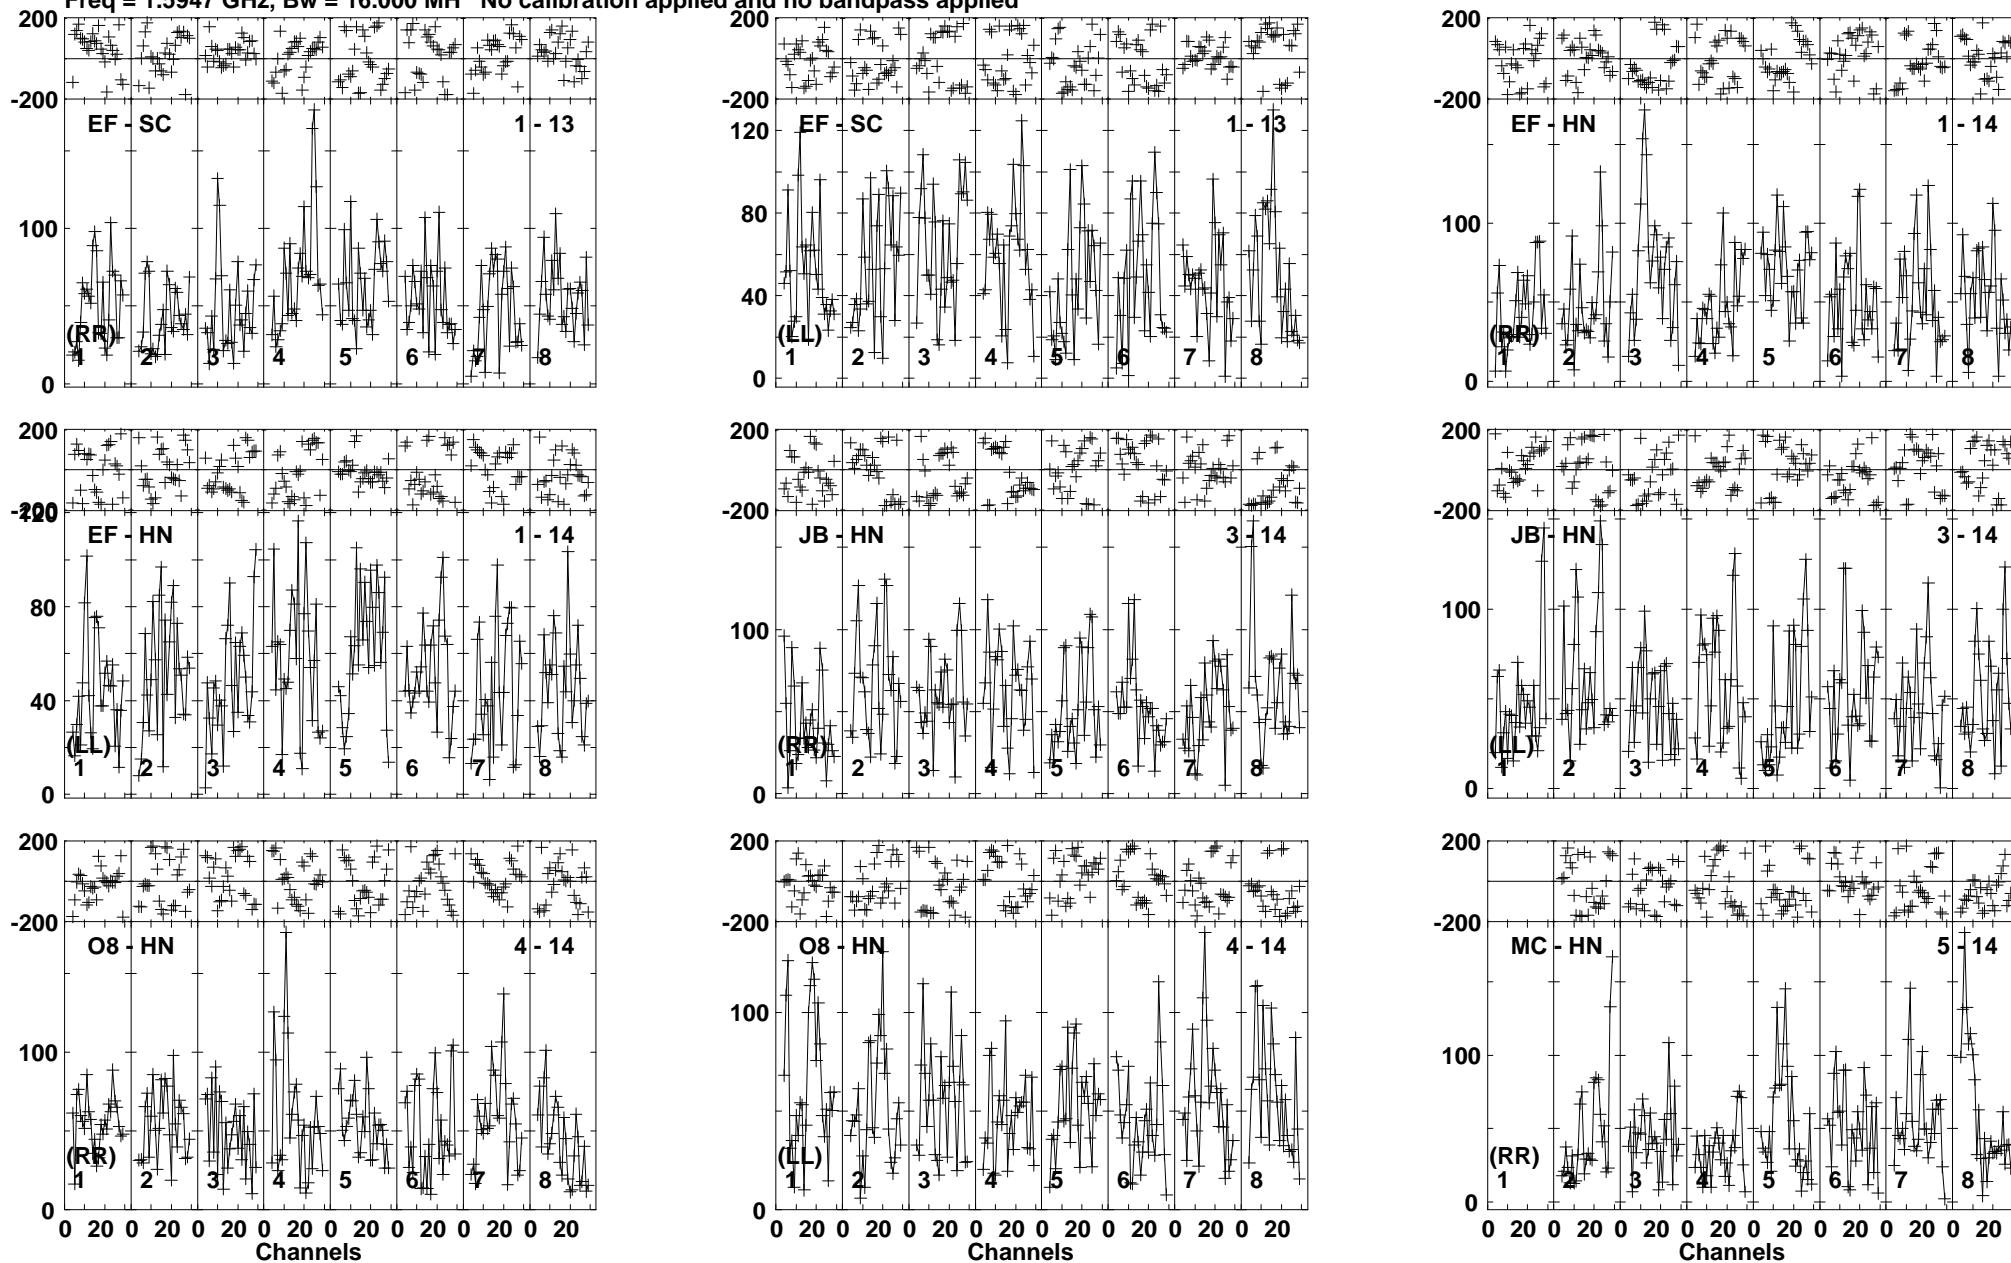 Freq = 1.5947 GHz, Bw = 16.000 MH No calibration applied and no bandpass applied
200
-200
EF - SC 1 - 13
100
0
(RR)
1 2 3 4 5 6 7 8
200
-200
EF - SC 1 - 13
120
80
40
0
(LL)
1 2 3 4 5 6 7 8
200
-200
EF - HN 1 - 14
100
0
(RR)
1 2 3 4 5 6 7 8
200
-200
120
EF - HN 1 - 14
80
40
0
(LL)
1 2 3 4 5 6 7 8
200
-200
JB - HN 3 - 14
100
0
(RR)
1 2 3 4 5 6 7 8
200
-200
JB - HN 3 - 14
100
0
(LL)
1 2 3 4 5 6 7 8
200
-200
O8 - HN 4 - 14
100
0
(RR)
1 2 3 4 5 6 7 8
0 20 0 20 0 20 0 20 0 20 0 20 0 20 0 20
Channels
200
-200
O8 - HN 4 - 14
100
0
(LL)
1 2 3 4 5 6 7 8
0 20 0 20 0 20 0 20 0 20 0 20 0 20 0 20
Channels
200
-200
MC - HN 5 - 14
100
0
(RR)
1 2 3 4 5 6 7 8
0 20 0 20 0 20 0 20 0 20 0 20 0 20 0 20
Channels